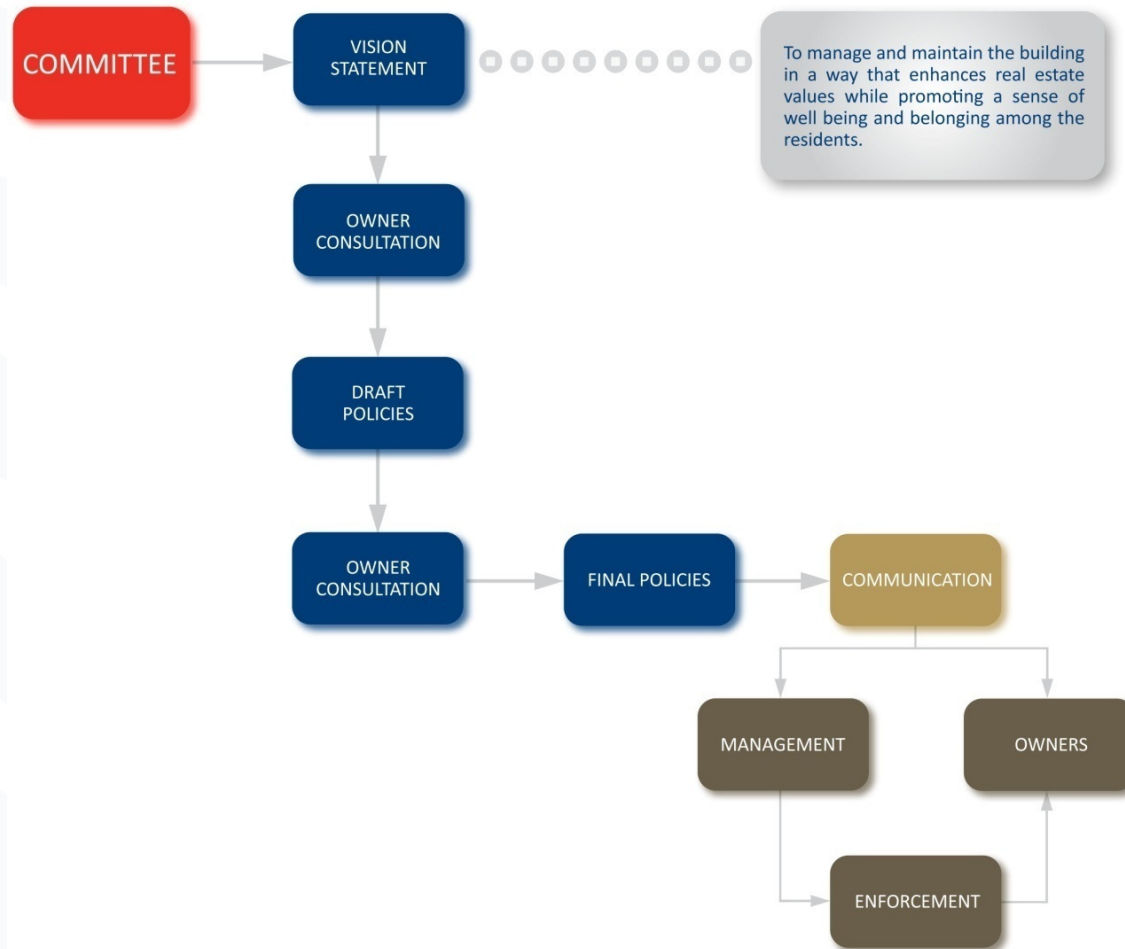 COMMITTEE
VISION
STATEMENT
To manage and maintain the building
in a way that enhances real estate
values while promoting a sense of
well being and belonging among the
residents.
OWNER
CONSULTATION
DRAFT
POLICIES
OWNER
CONSULTATION
FINAL POLICIES
COMMUNICATION
MANAGEMENT
OWNERS
ENFORCEMENT